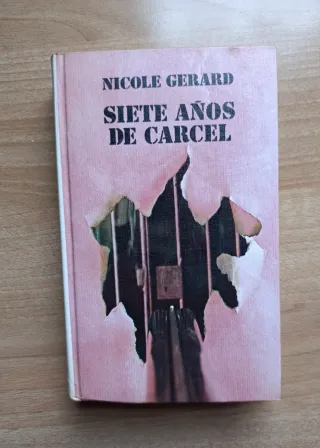 NICOLE GERARD
SIETE AÑOS
DE CARCEL